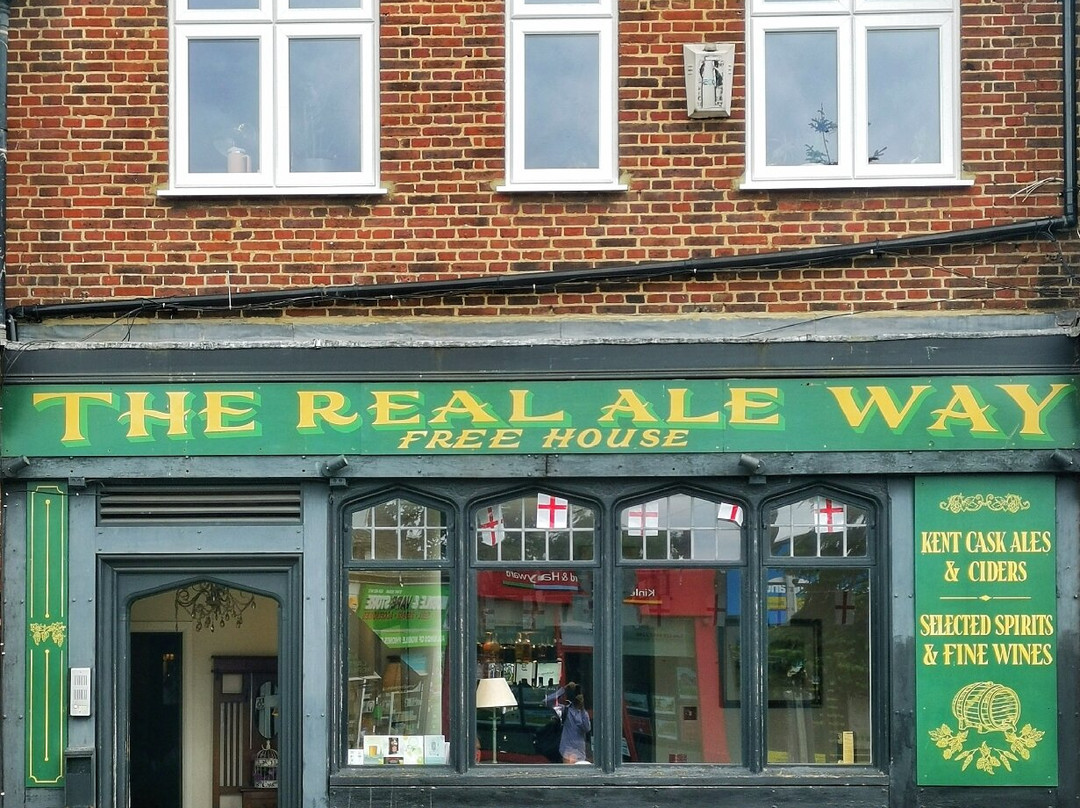 THE REAL ALE WAY
FREE HOUSE
KENT CASK ALES
& CIDERS
SELECTED SPIRITS
& FINE WINES